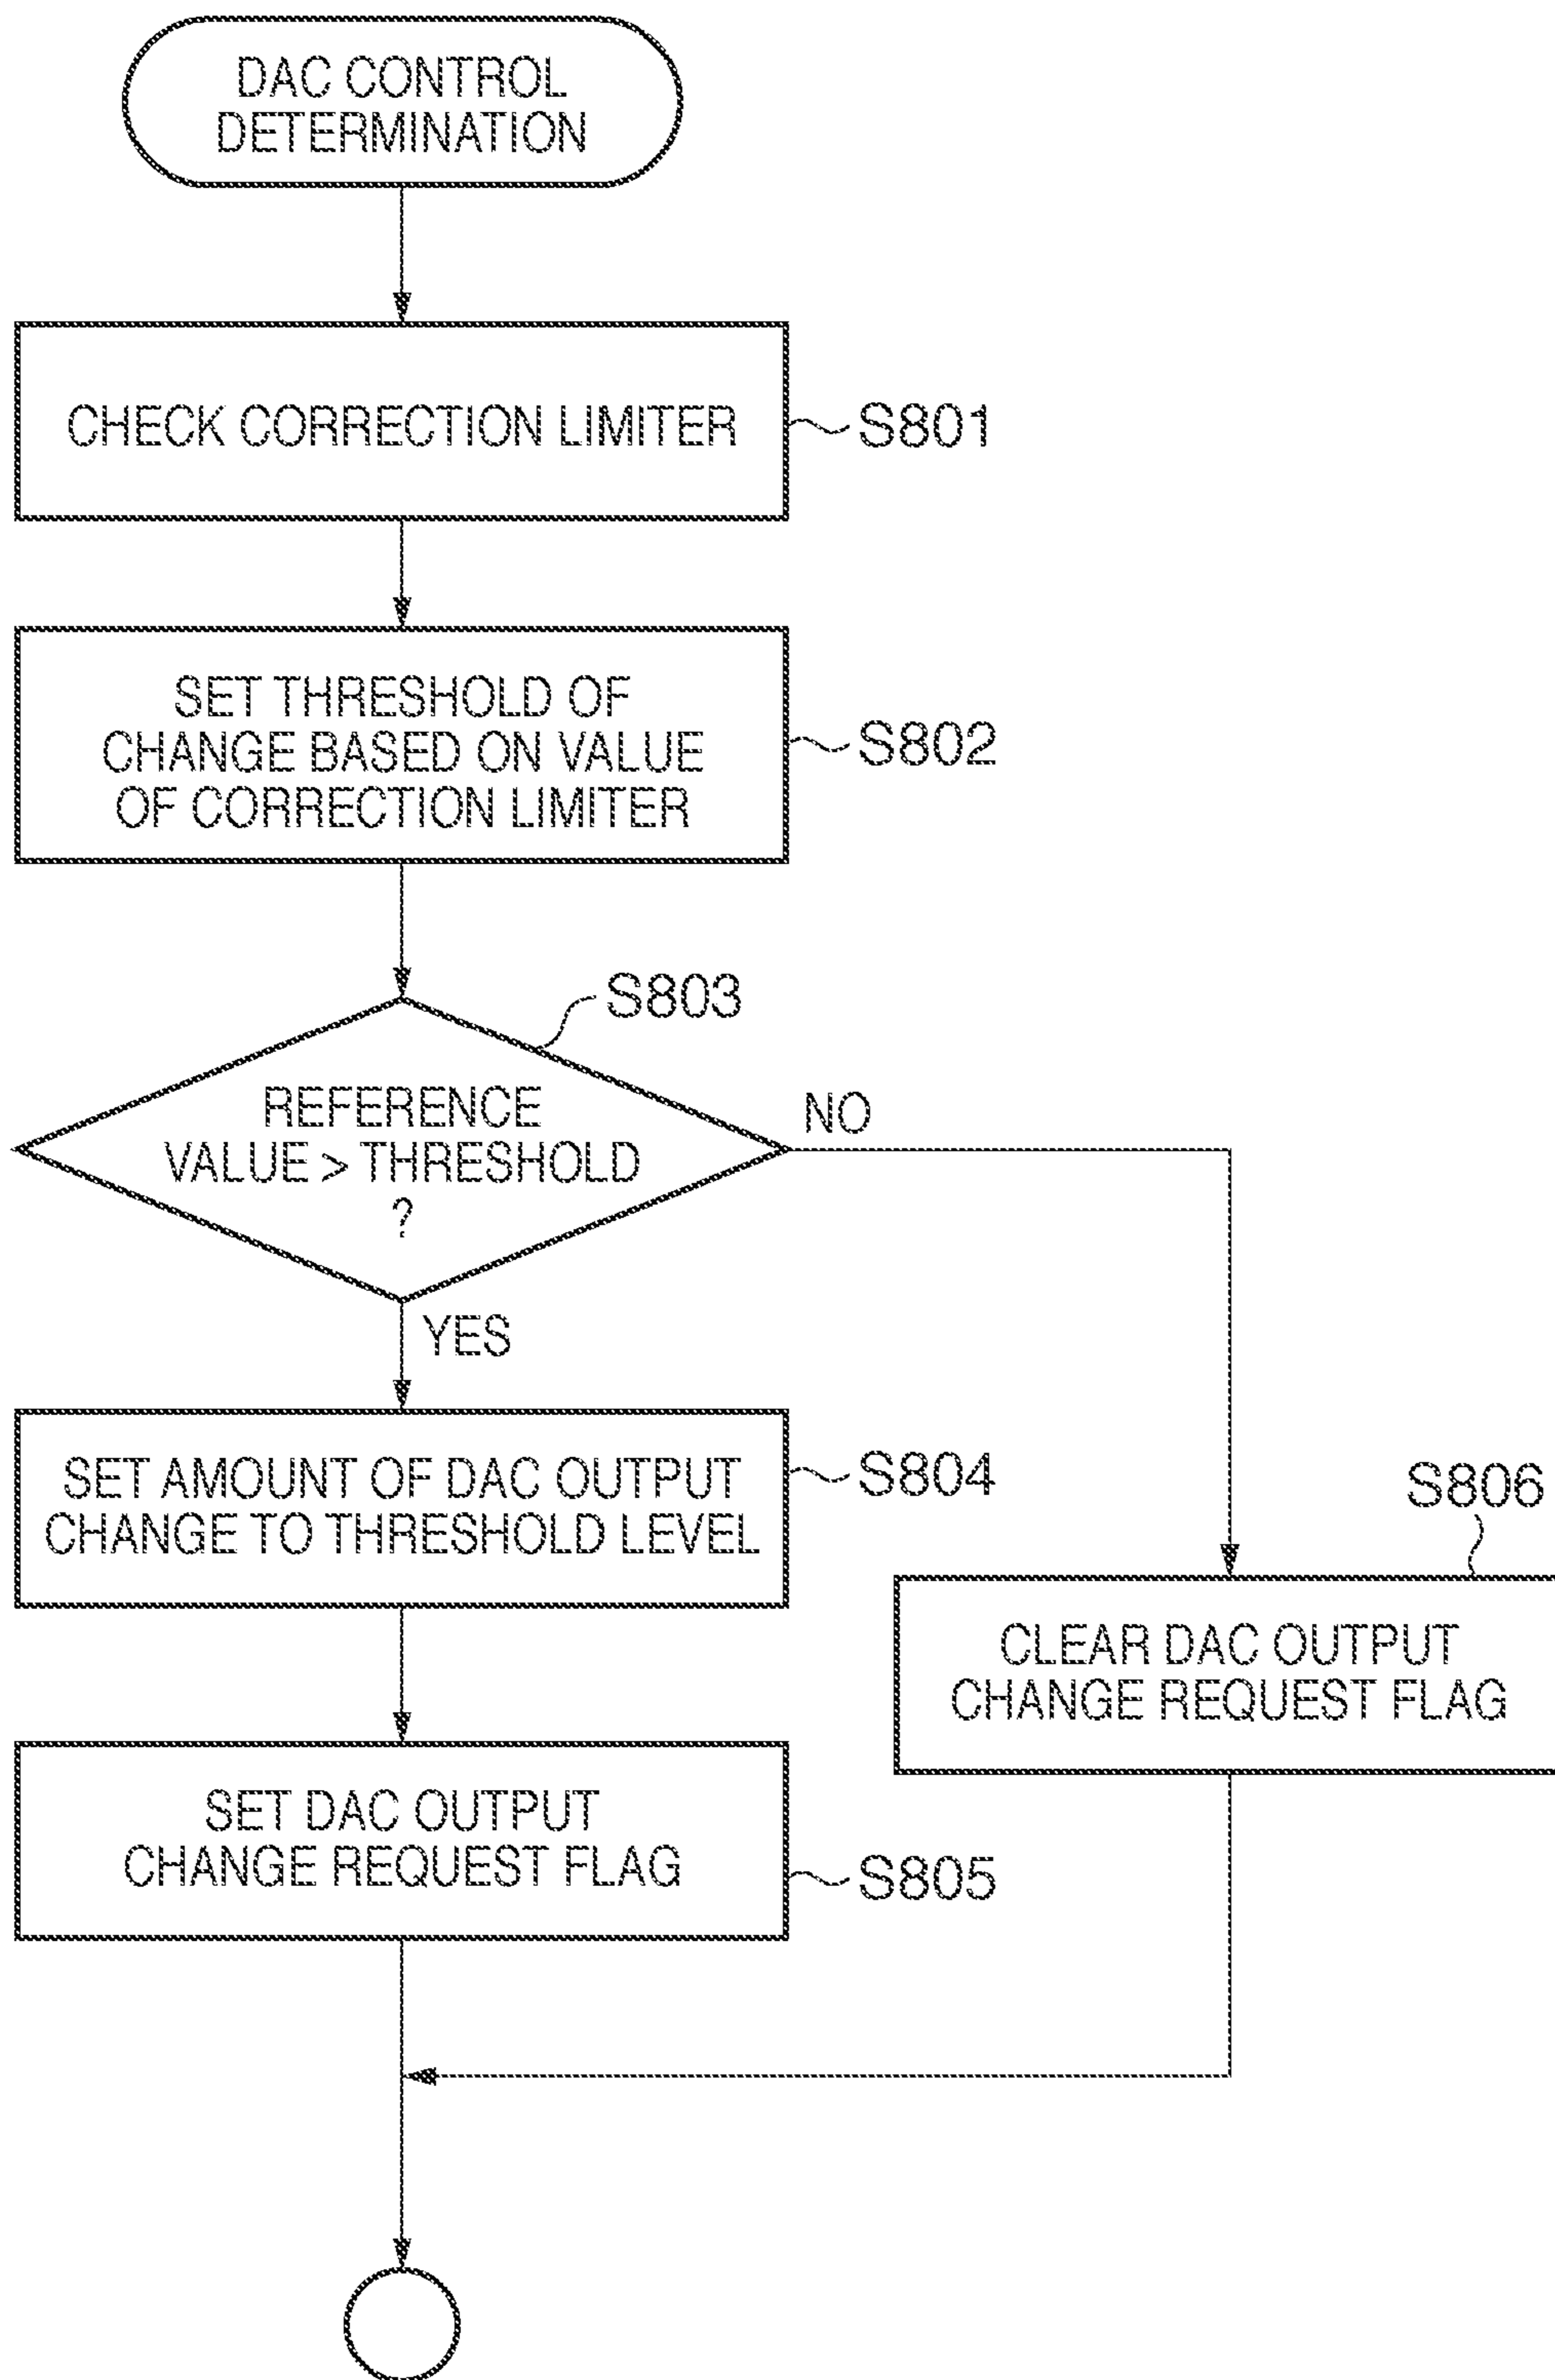 DAC CONTROL
DETERMINATION
CHECK CORRECTION LIMITER
S801
SET THRESHOLD OF
CHANGE BASED ON VALUE
OF CORRECTION LIMITER
S802
S803
REFERENCE
VALUE > THRESHOLD
?
NO
YES
SET AMOUNT OF DAC OUTPUT
CHANGE TO THRESHOLD LEVEL
S804
S806
CLEAR DAC OUTPUT
CHANGE REQUEST FLAG
SET DAC OUTPUT
CHANGE REQUEST FLAG
S805